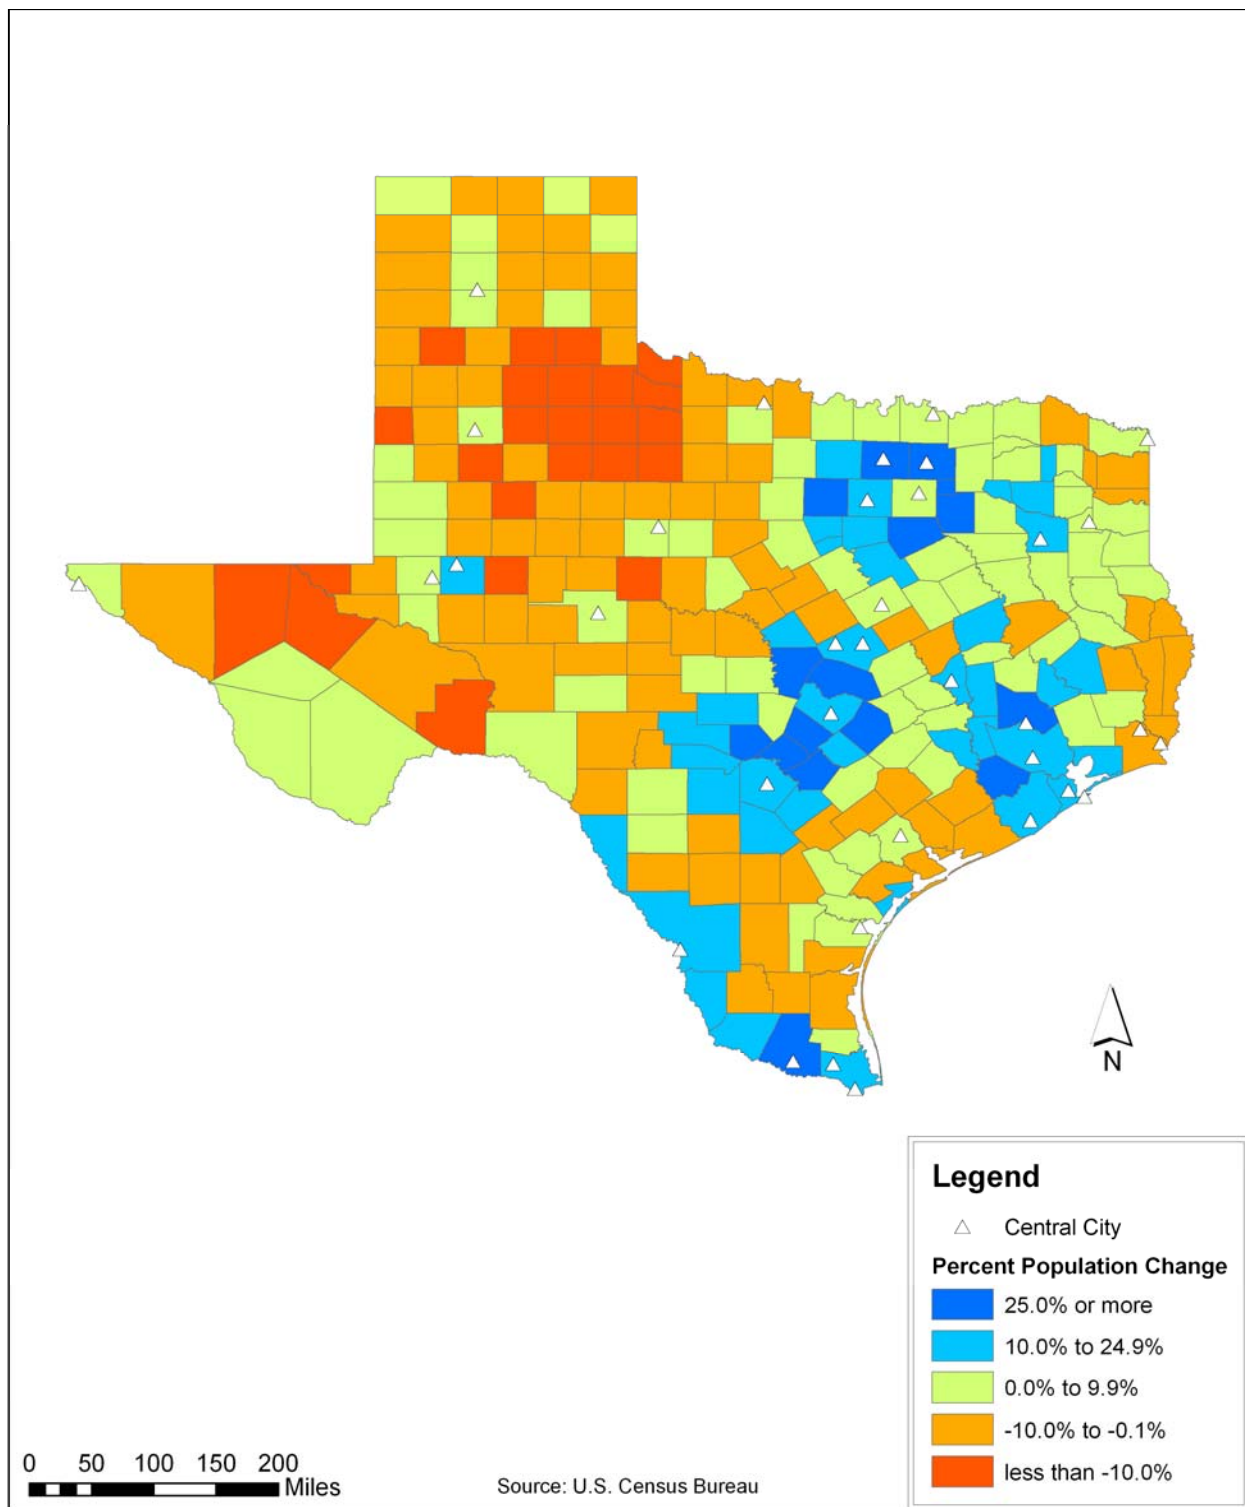 N
Legend
Central City
Percent Population Change
25.0% or more
10.0% to 24.9%
0.0% to 9.9%
-10.0% to -0.1%
less than -10.0%
0 50 100 150 200
Miles
Source: U.S. Census Bureau